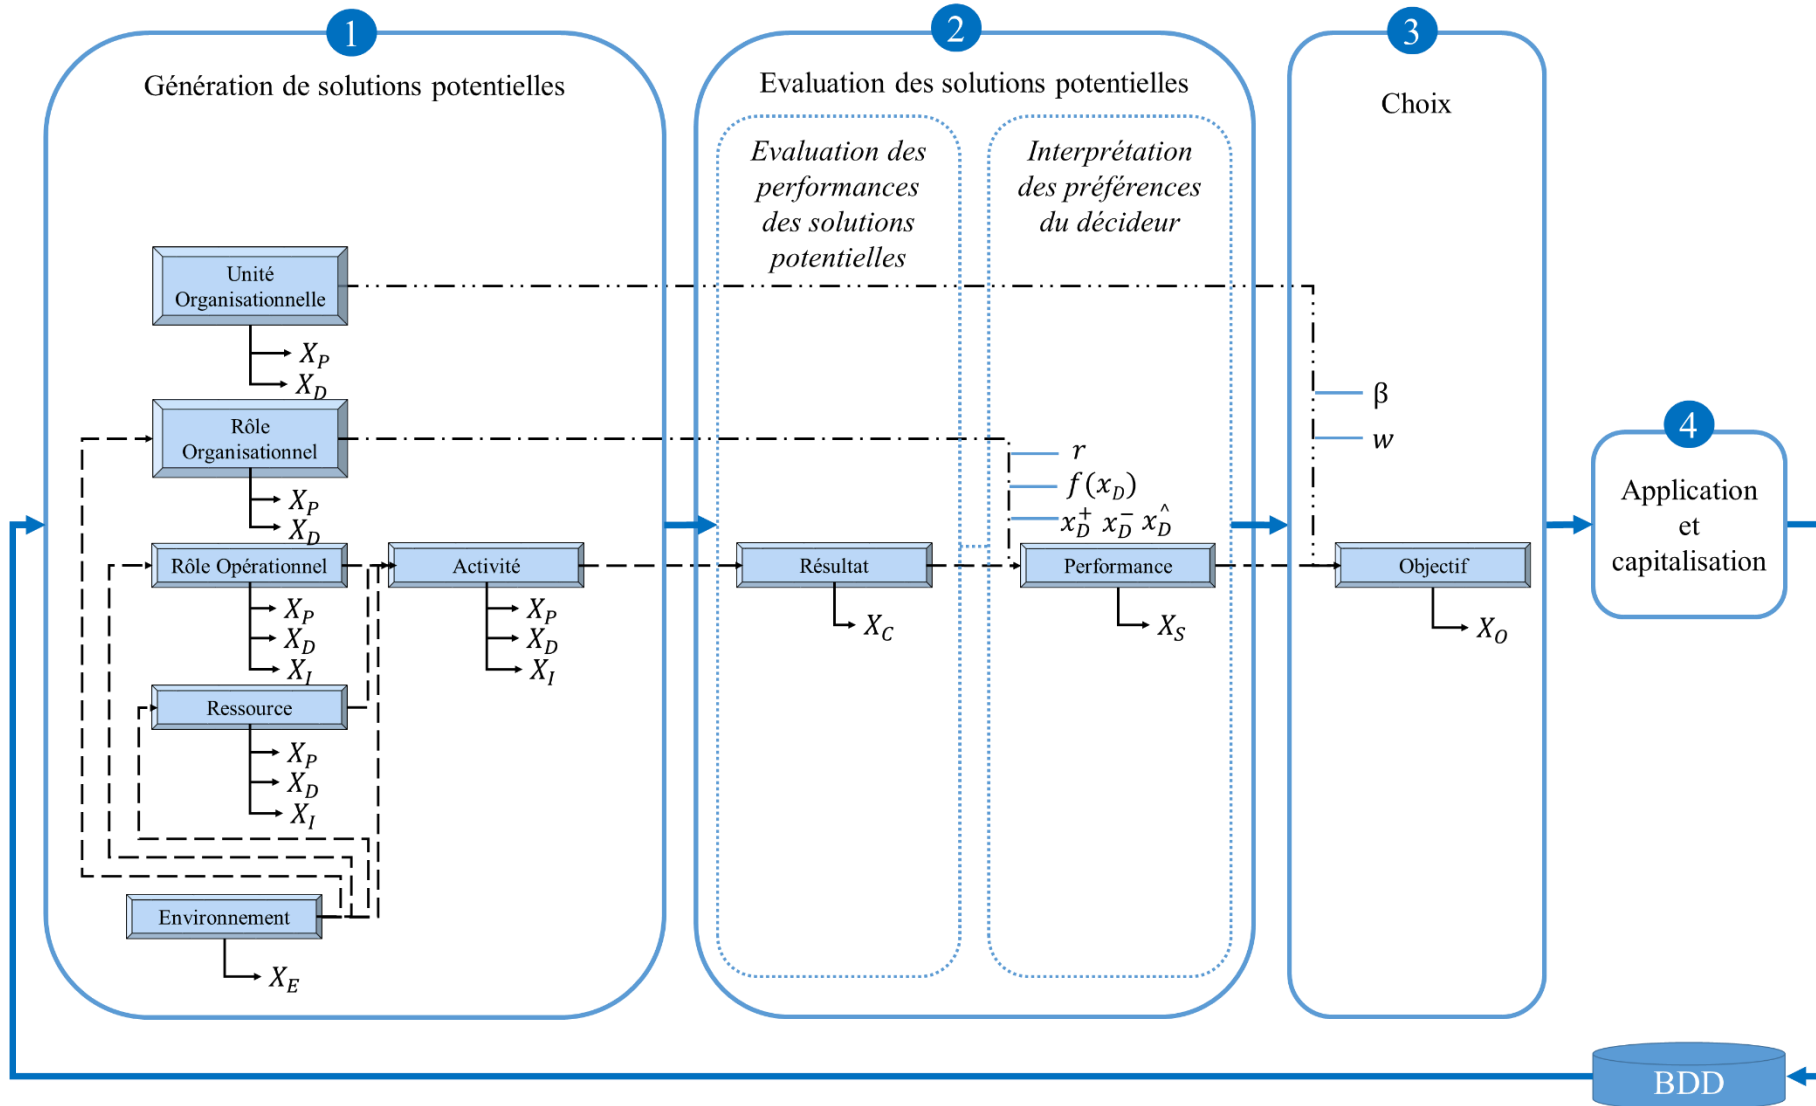 1
Génération de solutions potentielles
Unité
Organisationnelle
X_P
X_D
Rôle
Organisationnel
X_P
X_D
Rôle Opérationnel
X_P
X_D
X_I
Activité
X_P
X_D
X_I
Ressource
X_P
X_D
X_I
Environnement
X_E
2
Evaluation des solutions potentielles
Evaluation des
performances
des solutions
potentielles
Résultat
X_C
Interprétation
des préférences
du décideur
r
f(x_D)
x_D^+ x_D^- x_D^^
Performance
X_S
3
Choix
β
w
Objectif
X_O
4
Application
et
capitalisation
BDD